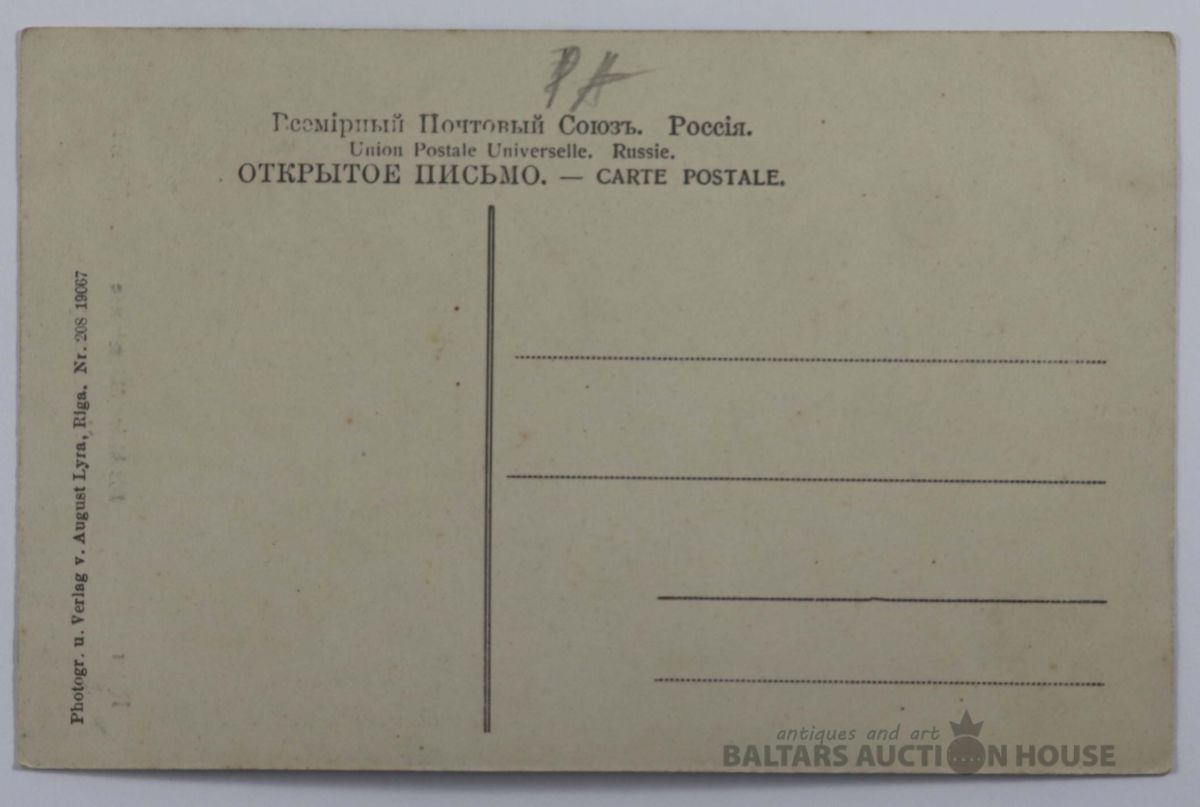 Всемірный Почтовый Союзъ. Россія.
Union Postale Universelle. Russie.
ОТКРЫТОЕ ПИСЬМО. — CARTE POSTALE.
Photogr. u. Verlag v. August Lyra, Riga. Nr. 208 19067
antiques and art
BALTARS AUCTION HOUSE